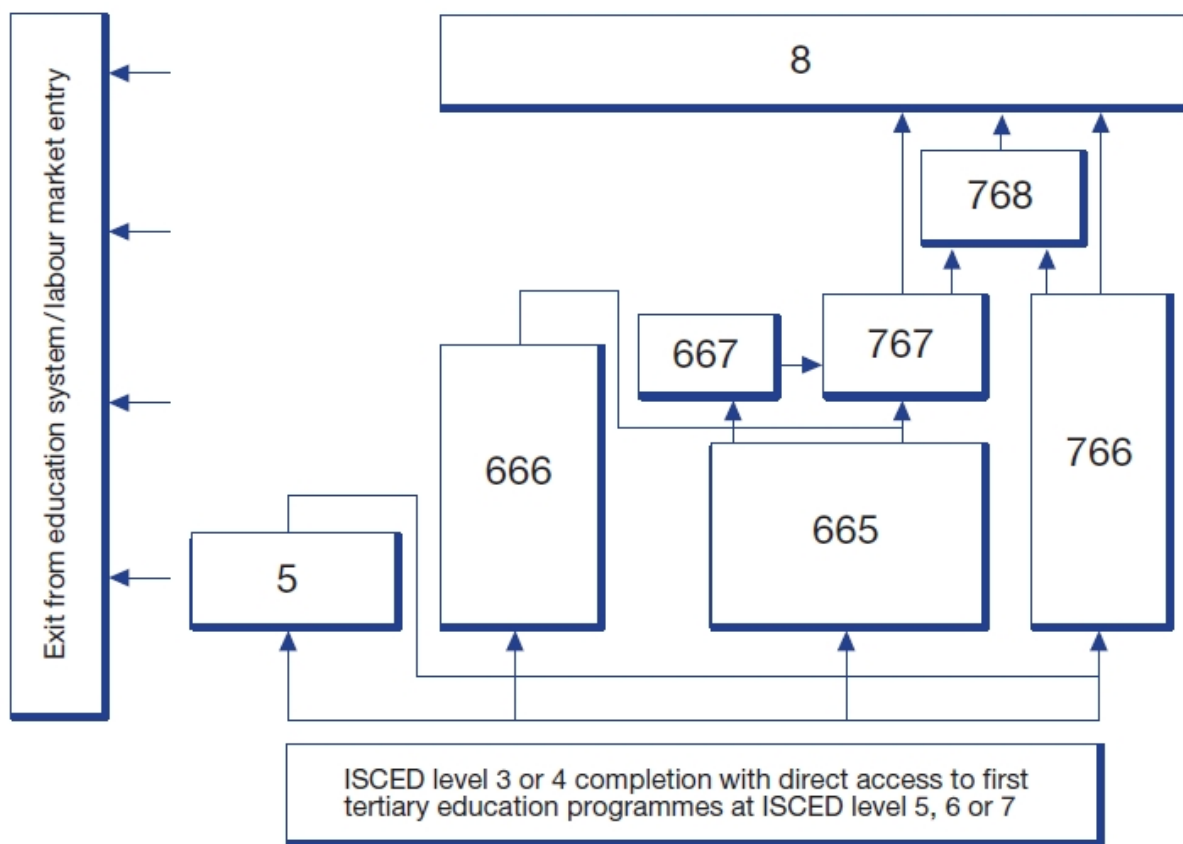 Exit from education system/labour market entry
8
768
667
767
666
766
665
5
ISCED level 3 or 4 completion with direct access to first
tertiary education programmes at ISCED level 5, 6 or 7